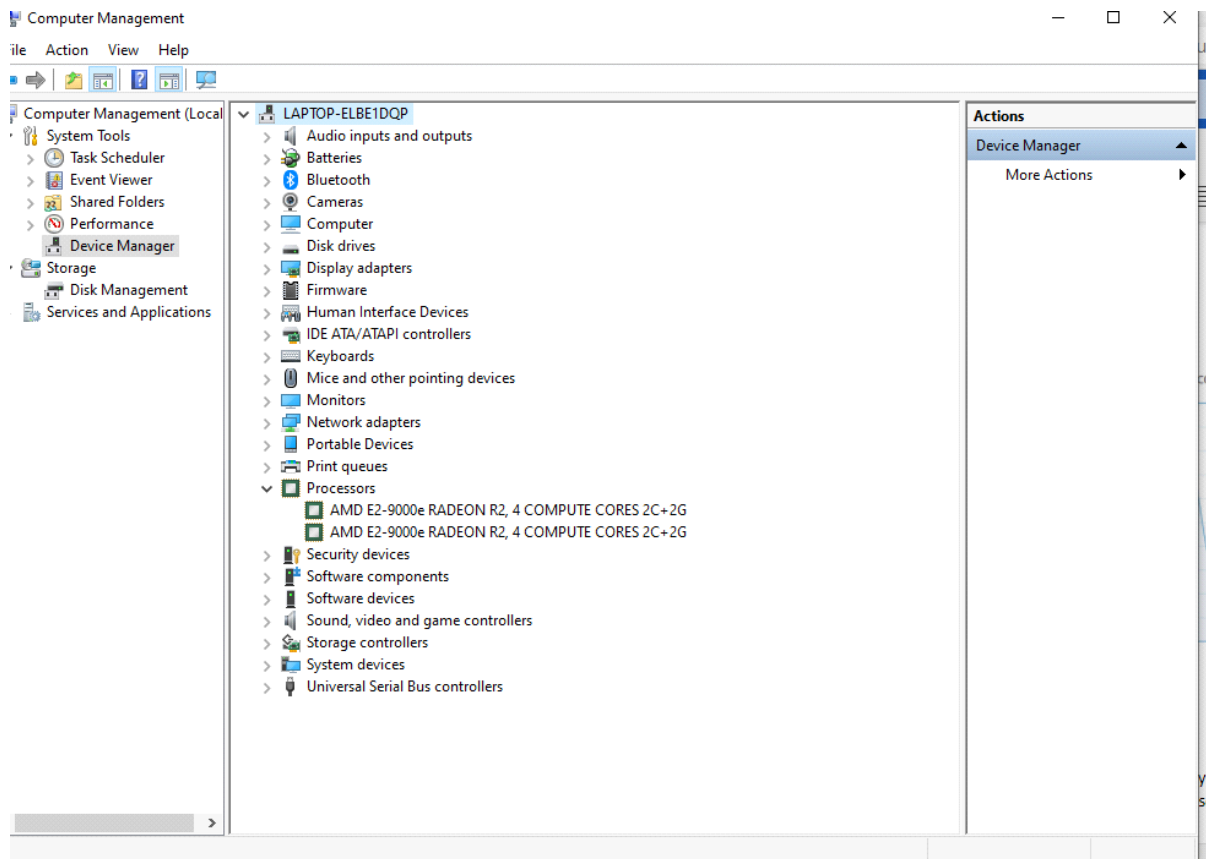 Computer Management
ile Action View Help
Computer Management (Local
System Tools
Task Scheduler
Event Viewer
Shared Folders
Performance
Device Manager
Storage
Disk Management
Services and Applications
LAPTOP-ELBE1DQP
Audio inputs and outputs
Batteries
Bluetooth
Cameras
Computer
Disk drives
Display adapters
Firmware
Human Interface Devices
IDE ATA/ATAPI controllers
Keyboards
Mice and other pointing devices
Monitors
Network adapters
Portable Devices
Print queues
Processors
AMD E2-9000e RADEON R2, 4 COMPUTE CORES 2C+2G
AMD E2-9000e RADEON R2, 4 COMPUTE CORES 2C+2G
Security devices
Software components
Software devices
Sound, video and game controllers
Storage controllers
System devices
Universal Serial Bus controllers
Actions
Device Manager
More Actions